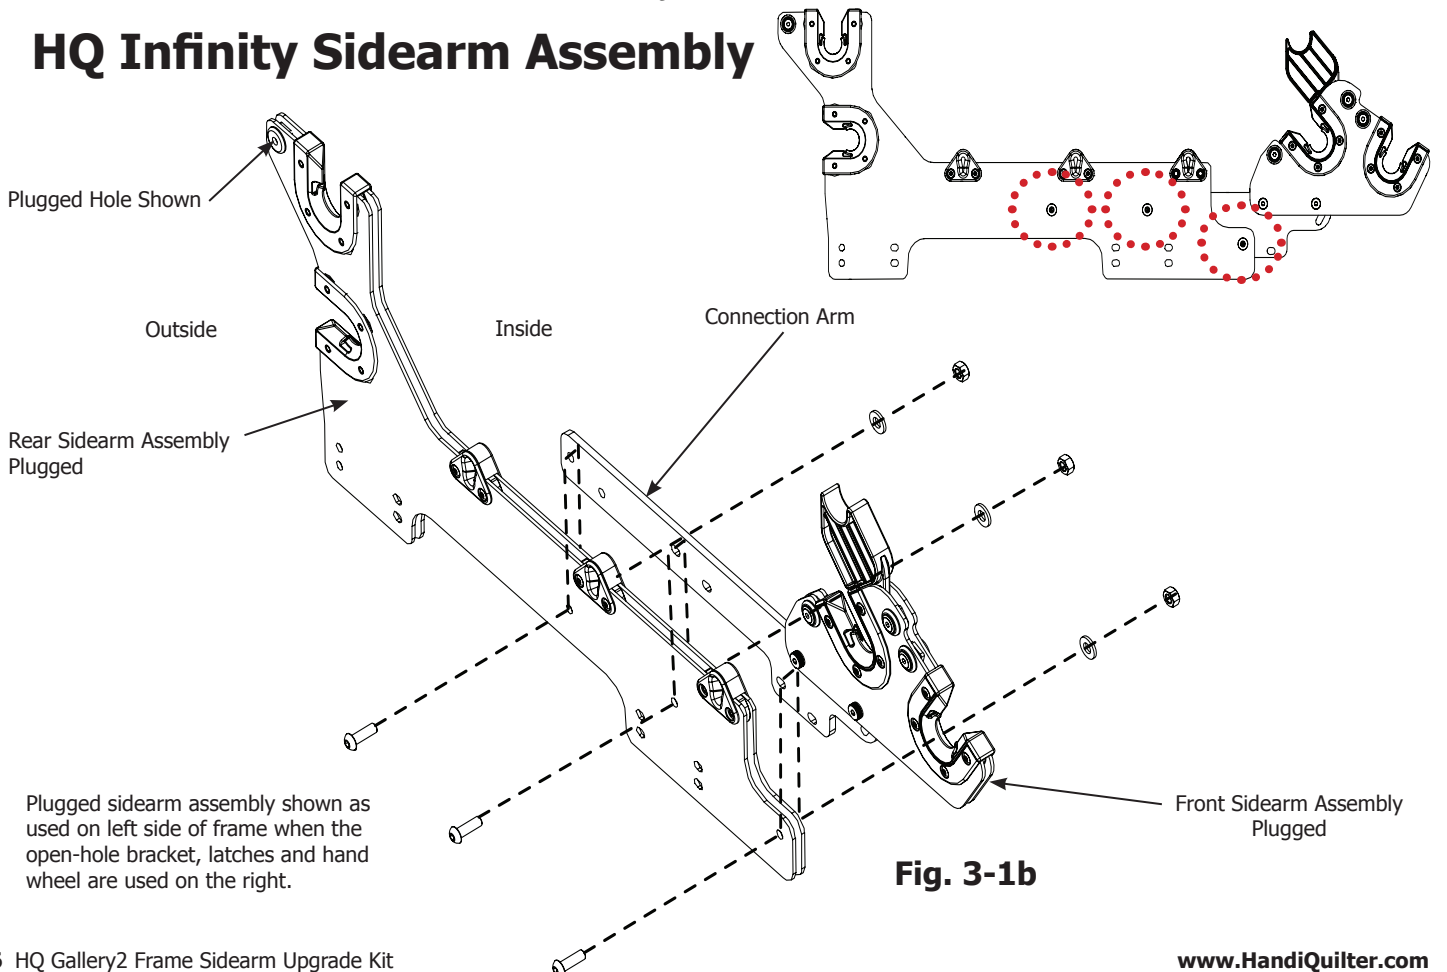 HQ Infinity Sidearm Assembly
Plugged Hole Shown
Outside
Inside
Connection Arm
Rear Sidearm Assembly
Plugged
Plugged sidearm assembly shown as
used on left side of frame when the
open-hole bracket, latches and hand
wheel are used on the right.
Front Sidearm Assembly
Plugged
Fig. 3-1b
HQ Gallery2 Frame Sidearm Upgrade Kit
www.HandiQuilter.com